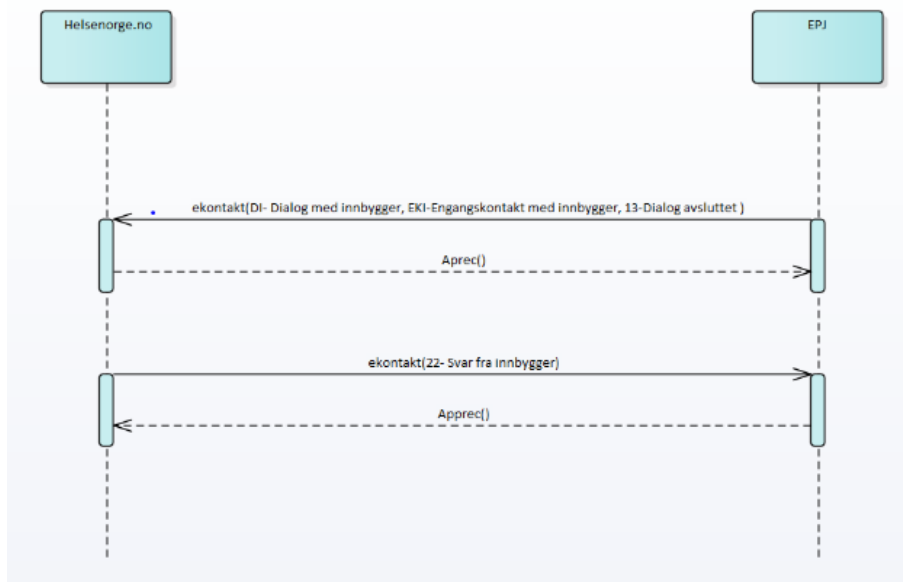 Helsenorge.no
EPJ
ekontakt(DI- Dialog med innbygger, EKI-Engangskontakt med innbygger, 13-Dialog avsluttet )
Aprec()
ekontakt(22- Svar fra Innbygger)
Apprec()